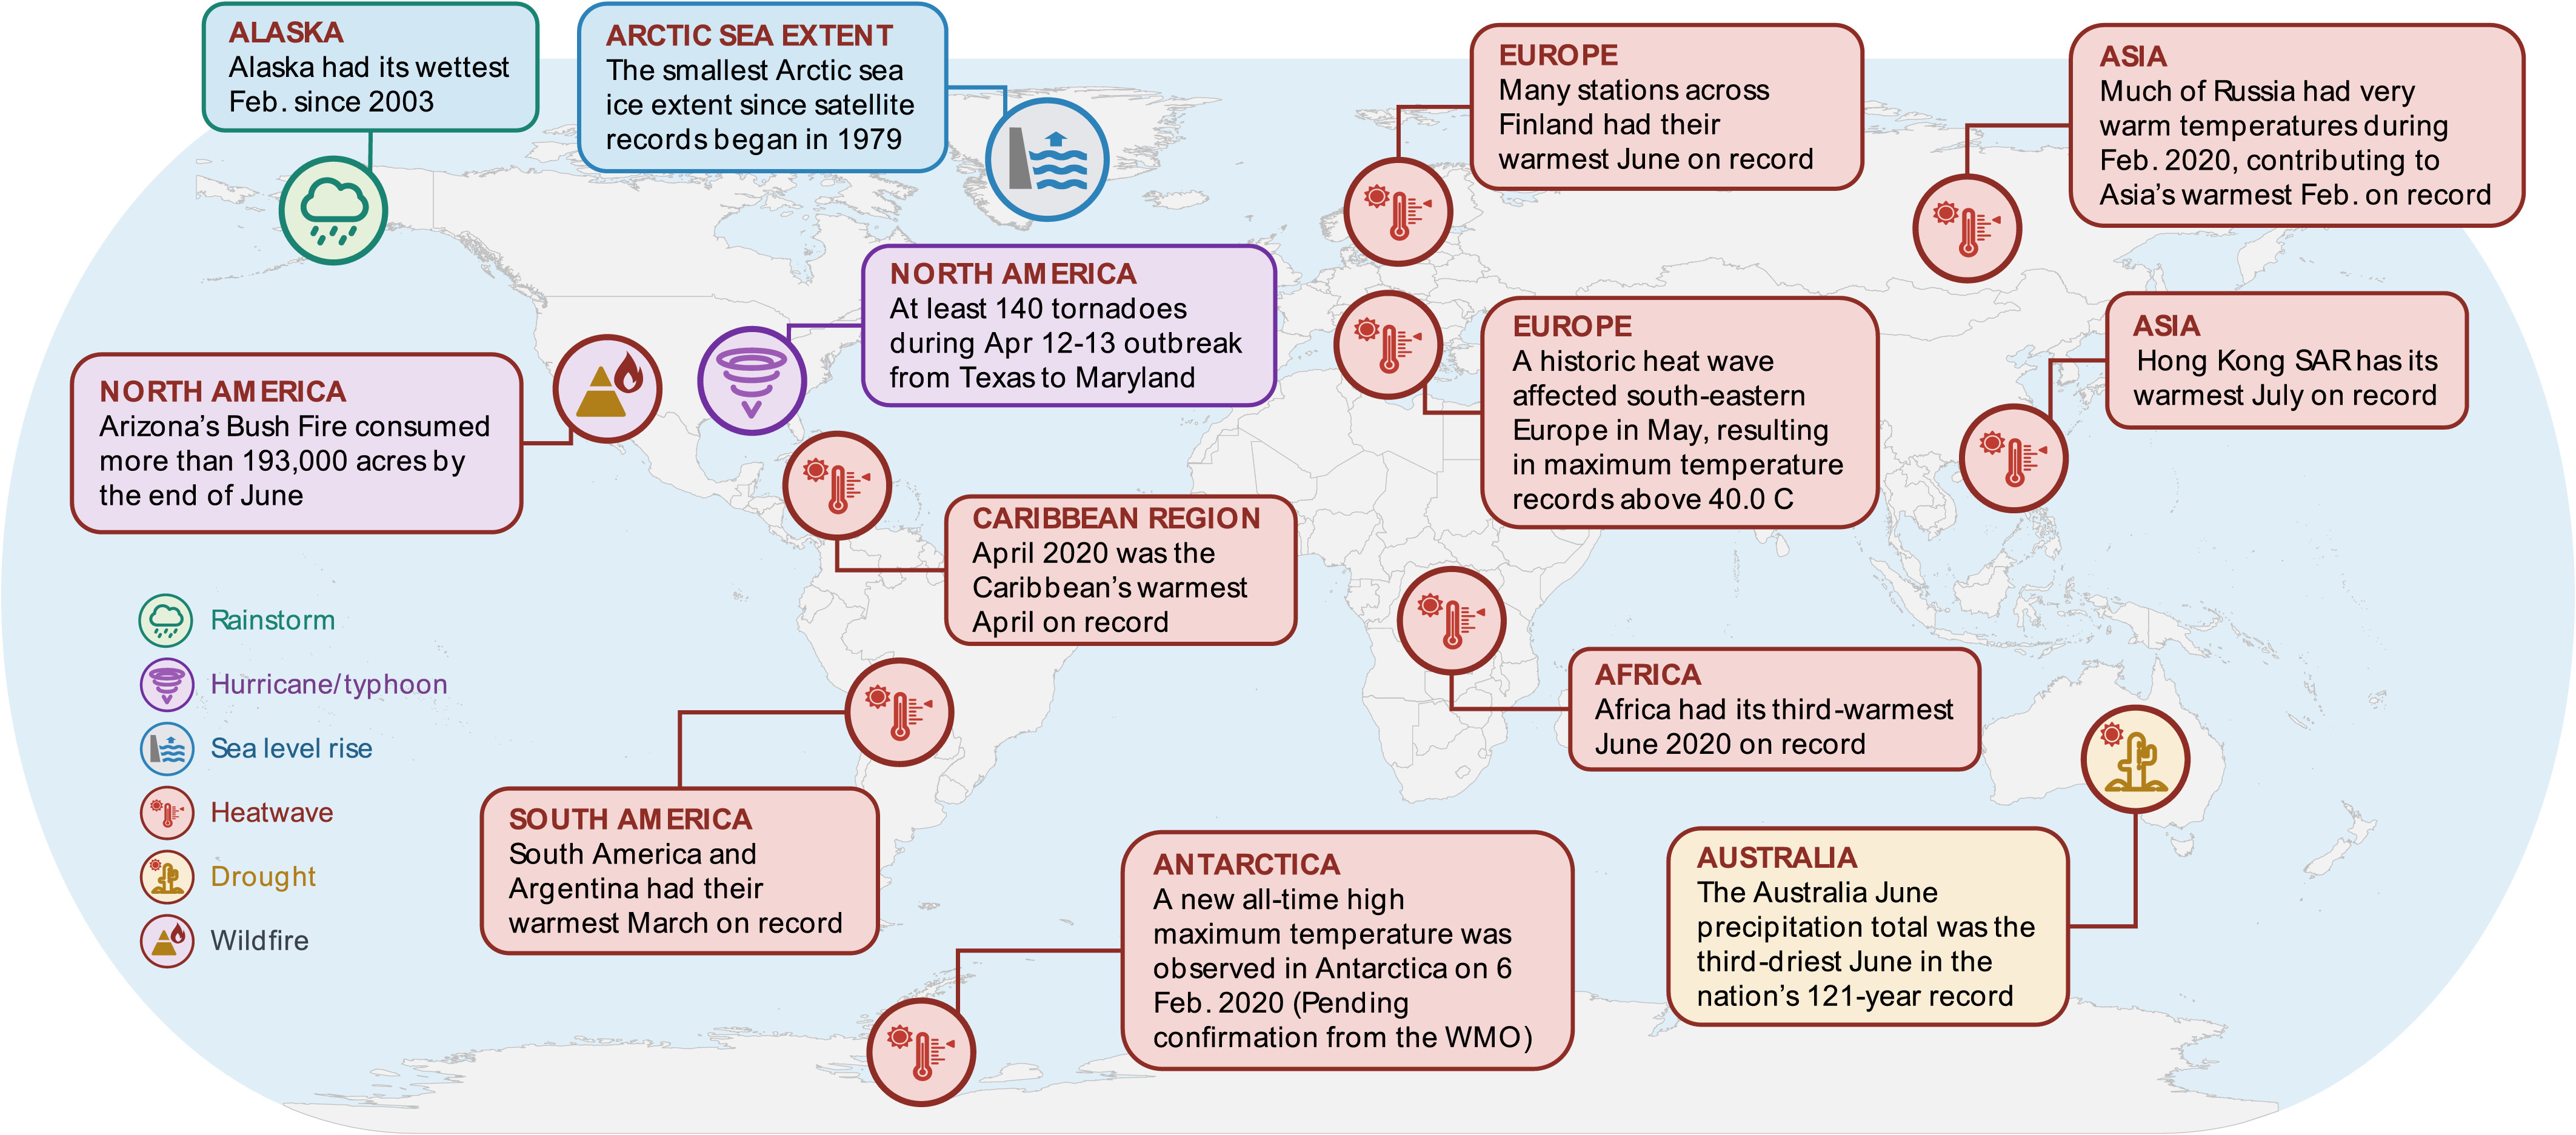 ALASKA
Alaska had its wettest
Feb. since 2003
ARCTIC SEA EXTENT
The smallest Arctic sea
ice extent since satellite
records began in 1979
EUROPE
Many stations across
Finland had their
warmest June on record
ASIA
Much of Russia had very
warm temperatures during
Feb. 2020, contributing to
Asia's warmest Feb. on record
NORTH AMERICA
At least 140 tornadoes
during Apr 12-13 outbreak
from Texas to Maryland
EUROPE
A historic heat wave
affected south-eastern
Europe in May, resulting
in maximum temperature
records above 40.0 C
ASIA
Hong Kong SAR has its
warmest July on record
NORTH AMERICA
Arizona's Bush Fire consumed
more than 193,000 acres by
the end of June
CARIBBEAN REGION
April 2020 was the
Caribbean's warmest
April on record
AFRICA
Africa had its third-warmest
June 2020 on record
Rainstorm
Hurricane/typhoon
Sea level rise
Heatwave
Drought
Wildfire
SOUTH AMERICA
South America and
Argentina had their
warmest March on record
ANTARCTICA
A new all-time high
maximum temperature was
observed in Antarctica on 6
Feb. 2020 (Pending
confirmation from the WMO)
AUSTRALIA
The Australia June
precipitation total was the
third-driest June in the
nation's 121-year record